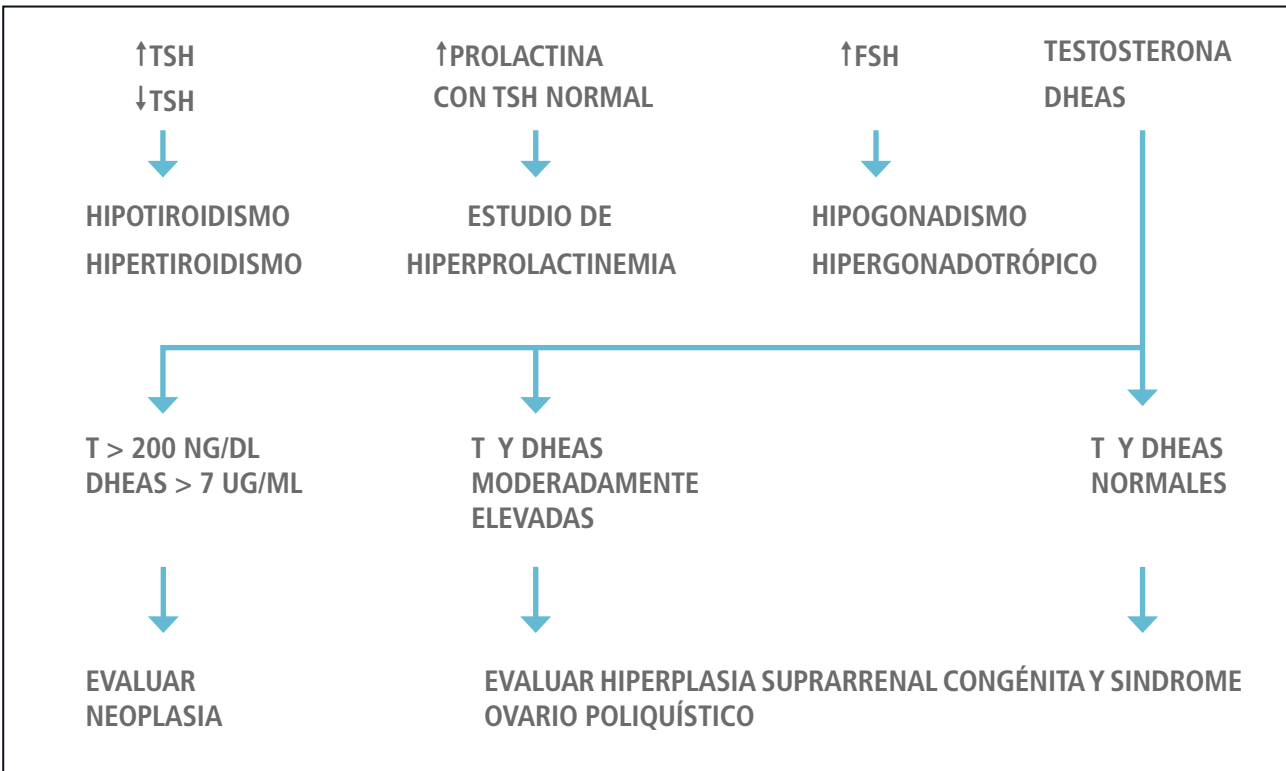 ↑TSH
↓TSH
↑PROLACTINA
CON TSH NORMAL
↑FSH
TESTOSTERONA
DHEAS
HIPOTIROIDISMO
HIPERTIROIDISMO
ESTUDIO DE
HIPERPROLACTINEMIA
HIPOGONADISMO
HIPERGONADOTRÓPICO
T > 200 NG/DL
DHEAS > 7 UG/ML
T Y DHEAS
MODERADAMENTE
ELEVADAS
T Y DHEAS
NORMALES
EVALUAR
NEOPLASIA
EVALUAR HIPERPLASIA SUPRARRENAL CONGÉNITA Y SINDROME
OVARIO POLIQUÍSTICO